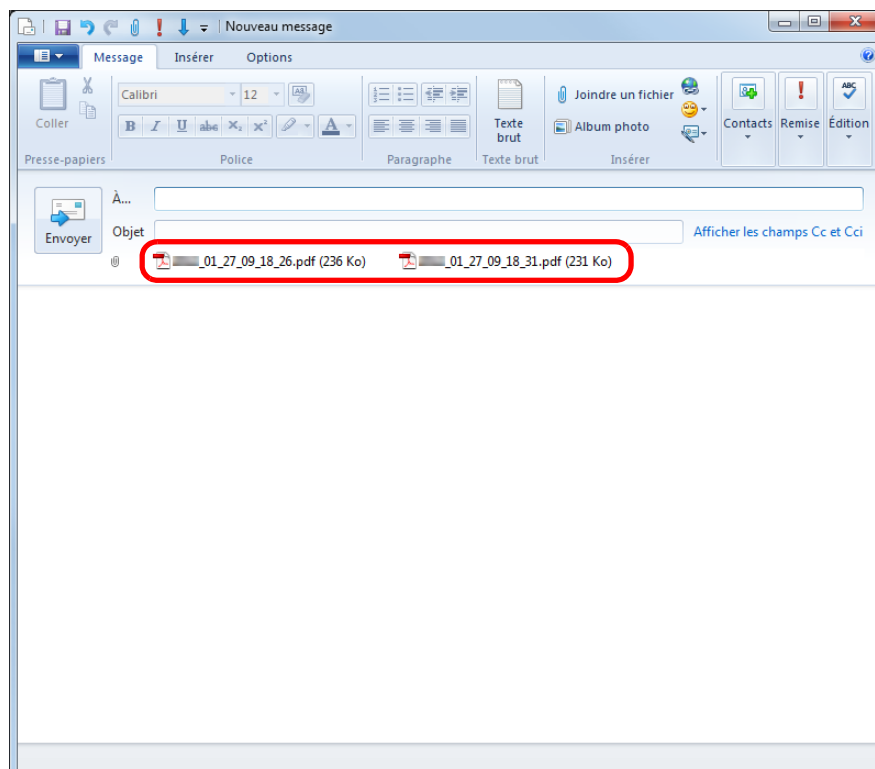 Nouveau message
Message Insérer Options
Coller
Calibri 12
Joindre un fichier
Album photo
Texte brut
Contacts Remise Édition
Presse-papiers Police Paragraphe Texte brut Insérer
À...
Envoyer
Objet Afficher les champs Cc et Cci
_01_27_09_18_26.pdf (236 Ko) _01_27_09_18_31.pdf (231 Ko)